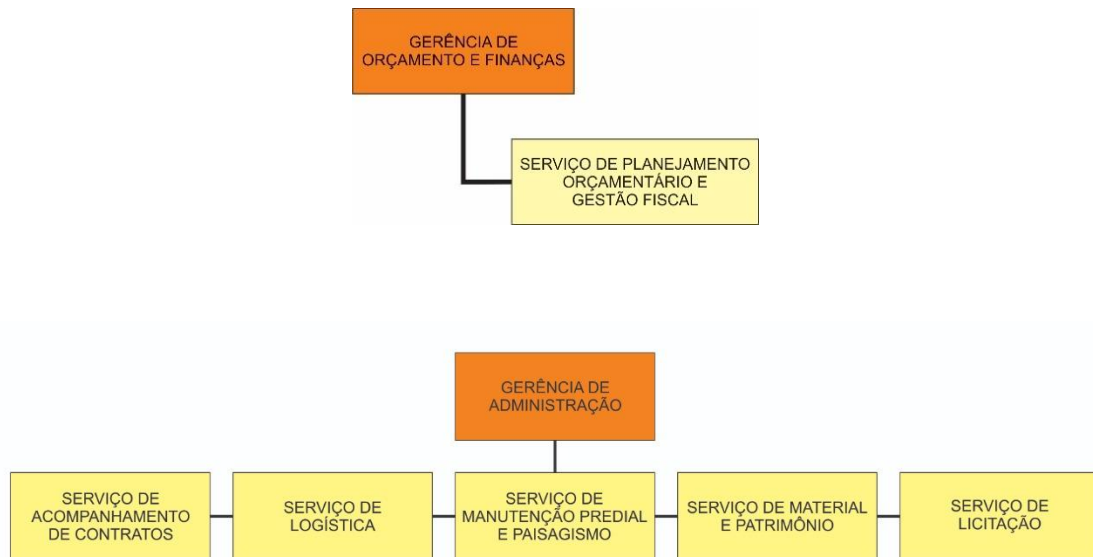 GERÊNCIA DE
ORÇAMENTO E FINANÇAS
SERVIÇO DE PLANEJAMENTO
ORÇAMENTÁRIO E
GESTÃO FISCAL
GERÊNCIA DE
ADMINISTRAÇÃO
SERVIÇO DE
ACOMPANHAMENTO
DE CONTRATOS
SERVIÇO DE
LOGÍSTICA
SERVIÇO DE
MANUTENÇÃO PREDIAL
E PAISAGISMO
SERVIÇO DE MATERIAL
E PATRIMÔNIO
SERVIÇO DE
LICITAÇÃO